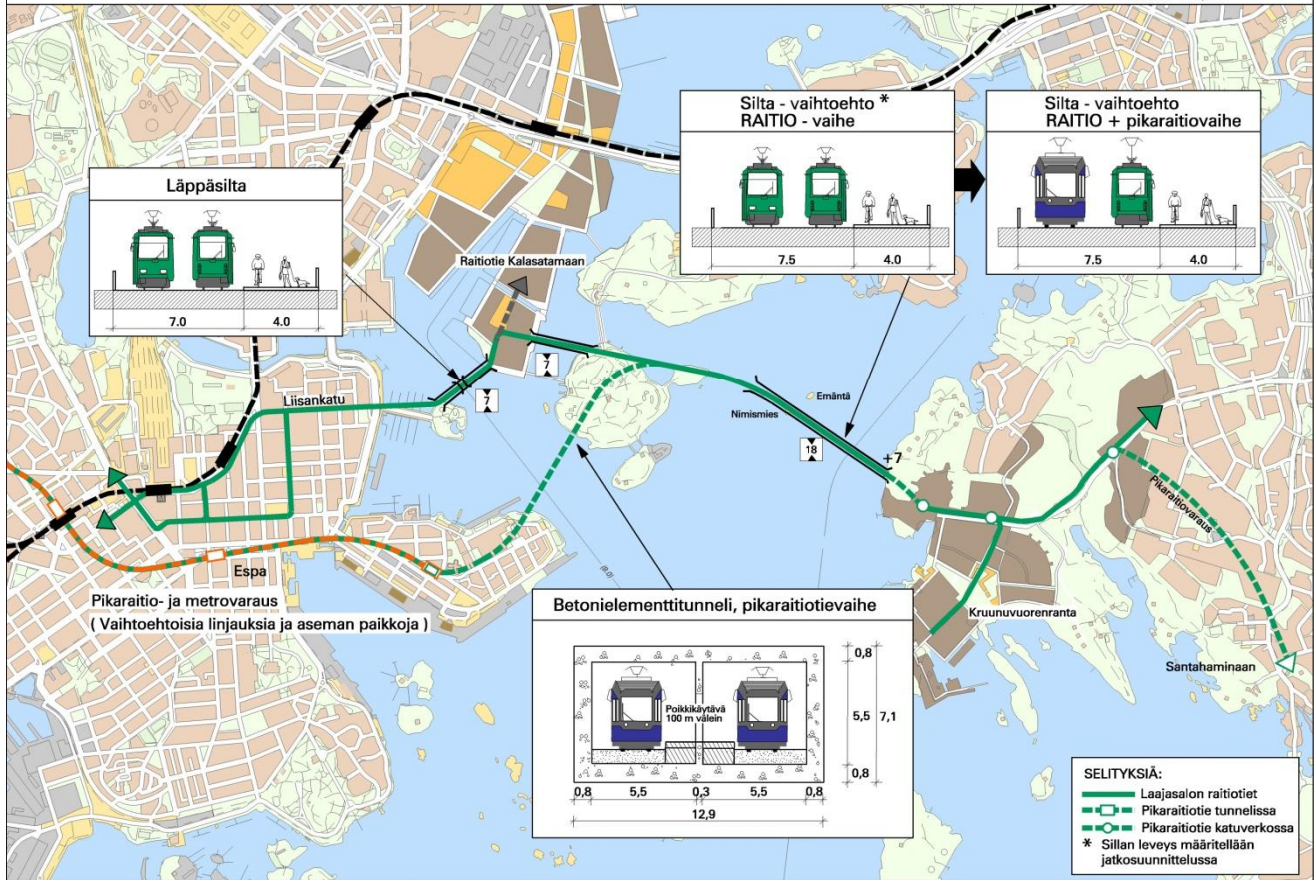 Silta - vaihtoehto *
RAITIO - vaihe
7.5
4.0
Silta - vaihtoehto
RAITIO + pikaraitiovaihe
7.5
4.0
Läppäsilta
7.0
4.0
Raitiotie Kalasatamaan
7
7
Liisankatu
Nimismies
Emäntä
18
+7
Pikaraitiovaraus
Espa
Pikaraitio- ja metrovaraus
( Vaihtoehtoisia linjauksia ja aseman paikkoja )
(8.0)
Kruunuvuorenranta
Santahaminaan
Betonielementtitunneli, pikaraitiotievaihe
Poikkikäytävä
100 m välein
0,8
5,5
7,1
0,8
0,8
5,5
0,3
5,5
0,8
12,9
SELITYKSIÄ:
Laajasalon raitiotiet
Pikaraitiotie tunnelissa
Pikaraitiotie katuverkossa
* Sillan leveys määritellään
jatkosuunnittelussa